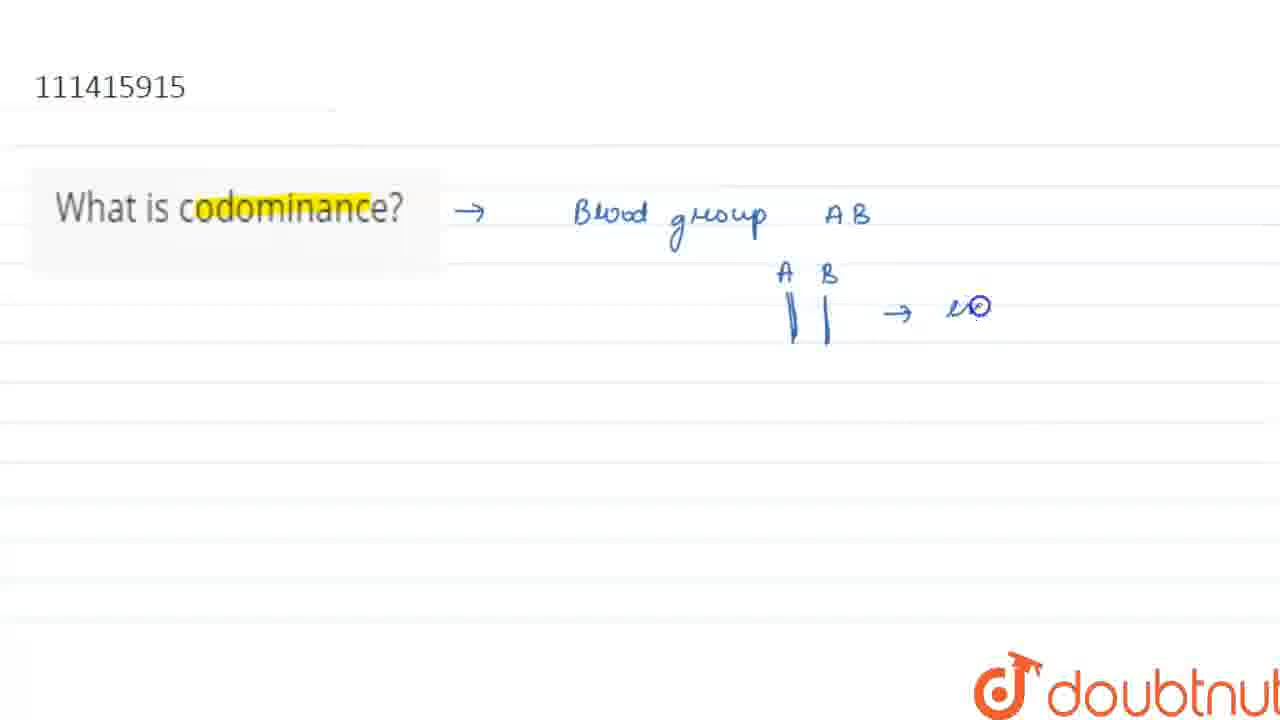 111415915
What is codominance? → Blood group AB
A B
→
doubtnut